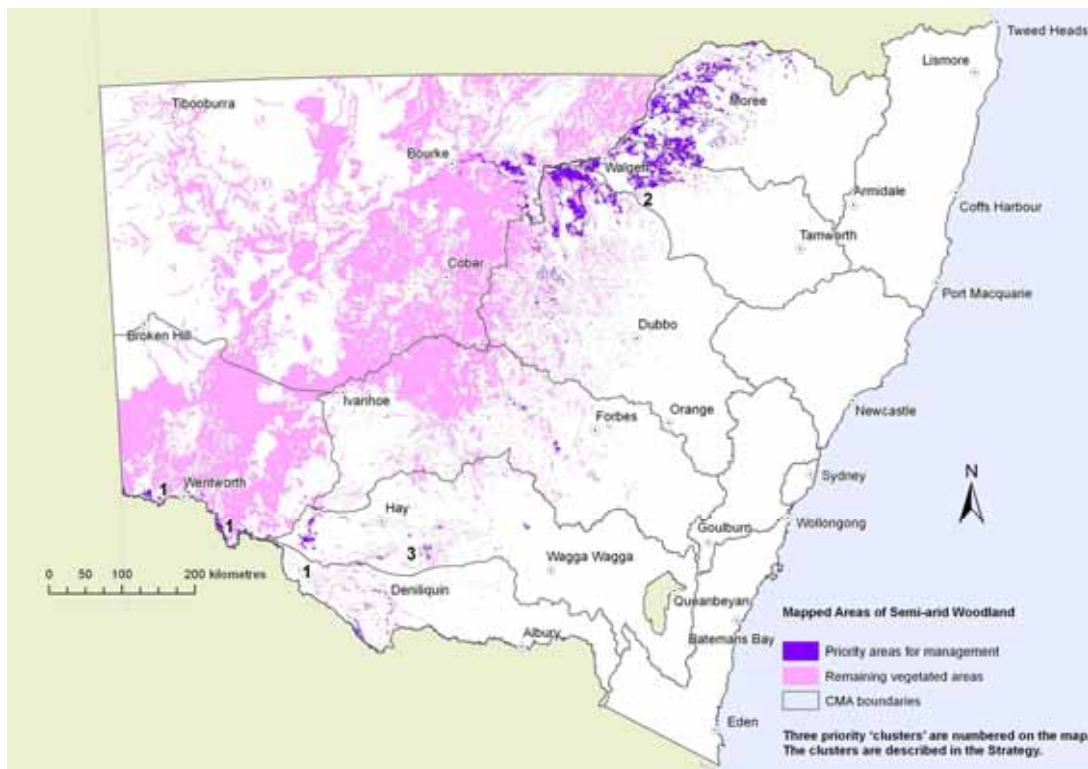 Tweed Heads
Lismore
Tibooburra
Moree
Bourke
Walgett
2
Armidale
Coffs Harbour
Tamworth
Cobar
Port Macquarie
Dubbo
Broken Hill
Ivanhoe
Newcastle
Forbes
Orange
Sydney
N
Wentworth
1
Hay
1
Goulburn
Wollongong
3
Wagga Wagga
1
0 50 100 200 kilometres
Deniliquin
Queanbeyan
Albury
Batemans Bay
Eden
Mapped Areas of Semi-arid Woodland
Priority areas for management
Remaining vegetated areas
CMA boundaries
Three priority 'clusters' are numbered on the map.
The clusters are described in the Strategy.